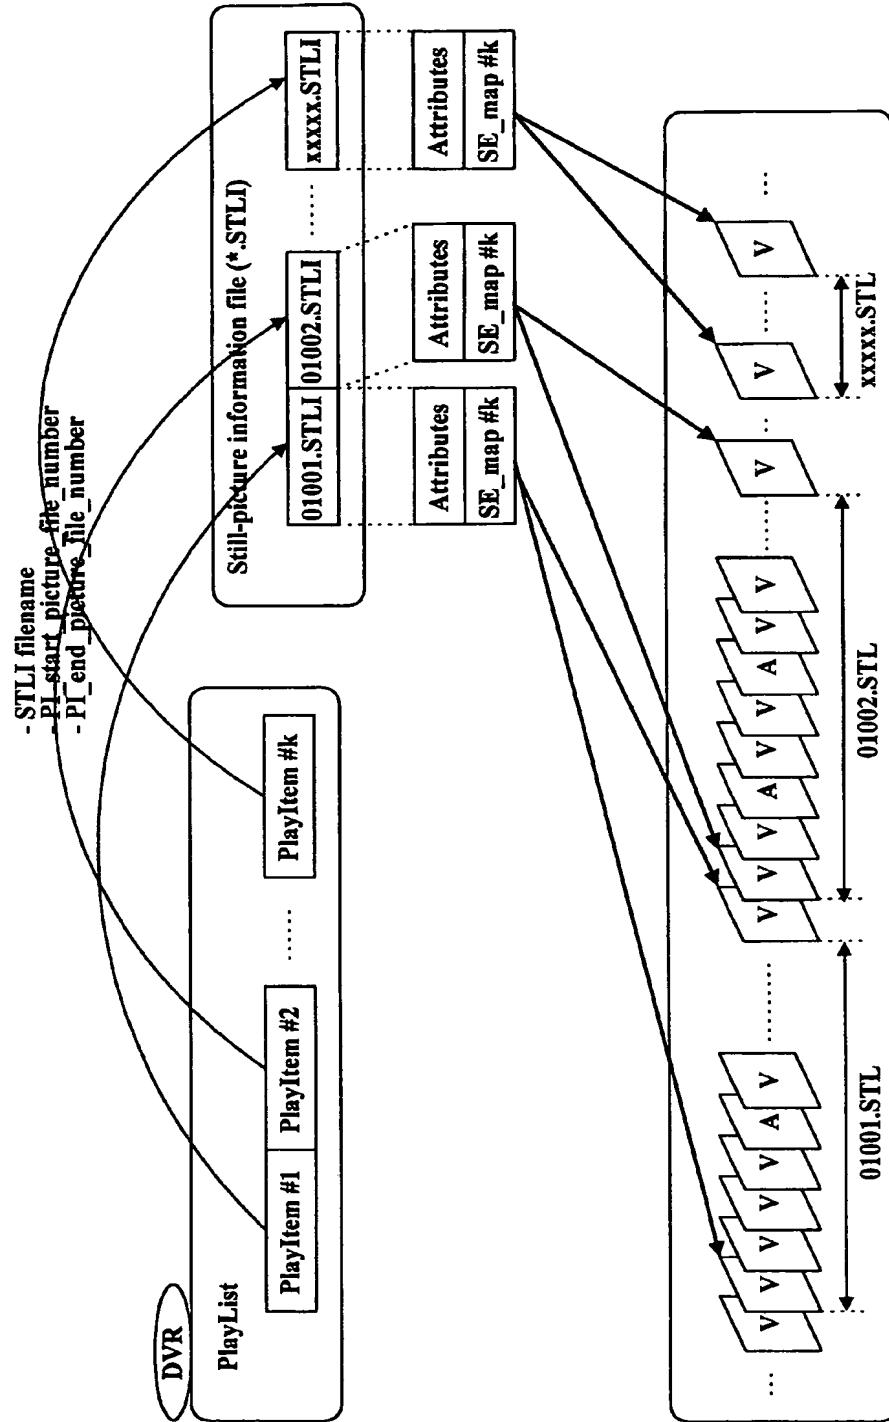 - STLI filename
- PI_start_picture_file_number
- PI_end_picture_file_number
DVR
PlayList
PlayItem #1
PlayItem #2
......
PlayItem #k
Still-picture information file (*.STLI)
01001.STLI
01002.STLI
......
xxxxx.STLI
Attributes
SE_map #k
Attributes
SE_map #k
Attributes
SE_map #k
... V V V V V A V ........ V V V A V V A V V ...... V ... V ...... V ...
01001.STL
01002.STL
xxxxx.STL